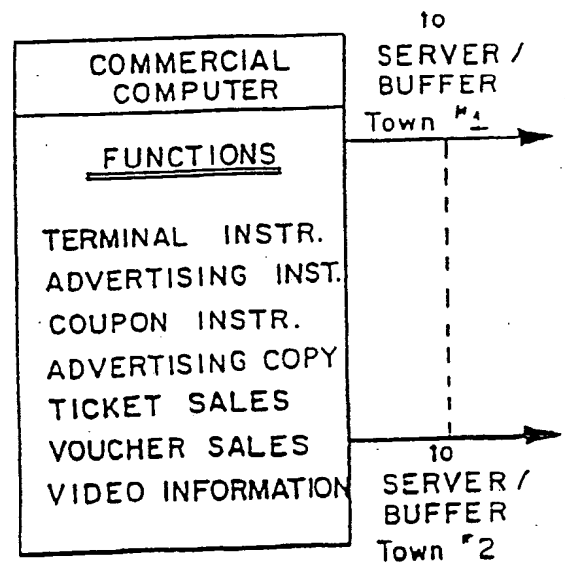 COMMERCIAL
COMPUTER
FUNCTIONS
TERMINAL INSTR.
ADVERTISING INST.
COUPON INSTR.
ADVERTISING COPY
TICKET SALES
VOUCHER SALES
VIDEO INFORMATION
to
SERVER /
BUFFER
Town #1
to
SERVER /
BUFFER
Town #2